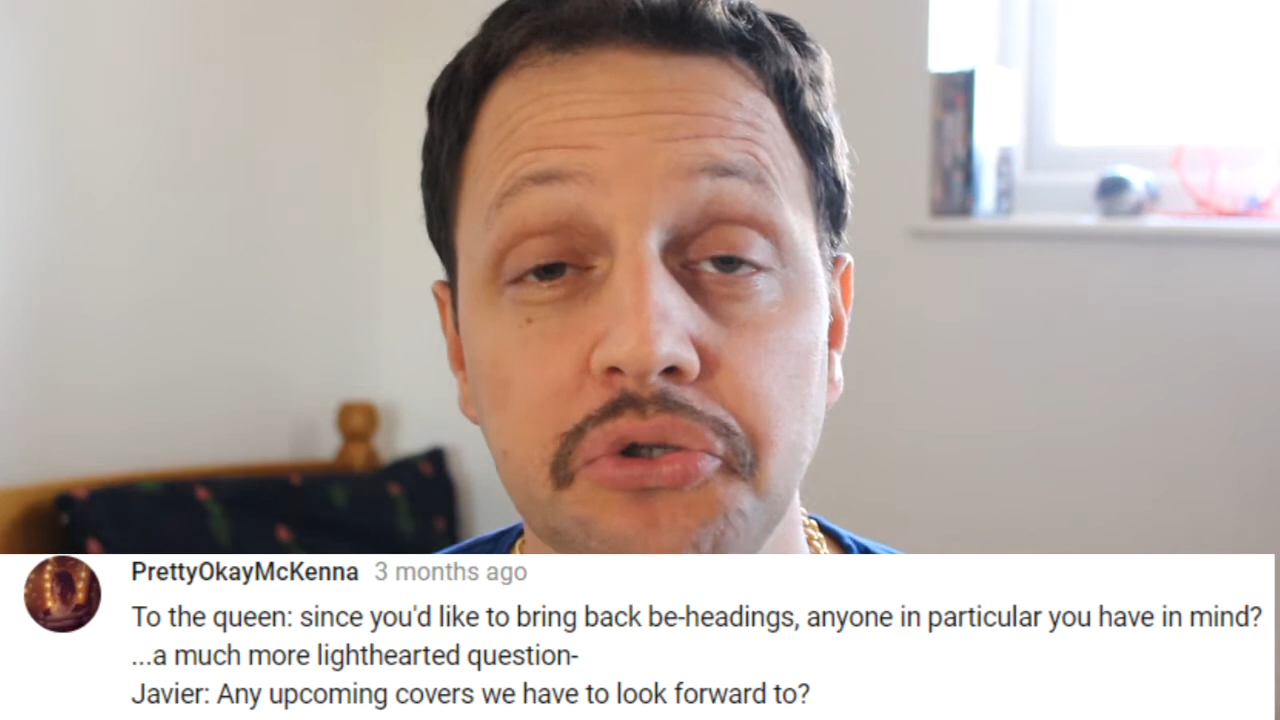 PrettyOkayMcKenna 3 months ago
To the queen: since you'd like to bring back be-headings, anyone in particular you have in mind?
...a much more lighthearted question-
Javier: Any upcoming covers we have to look forward to?